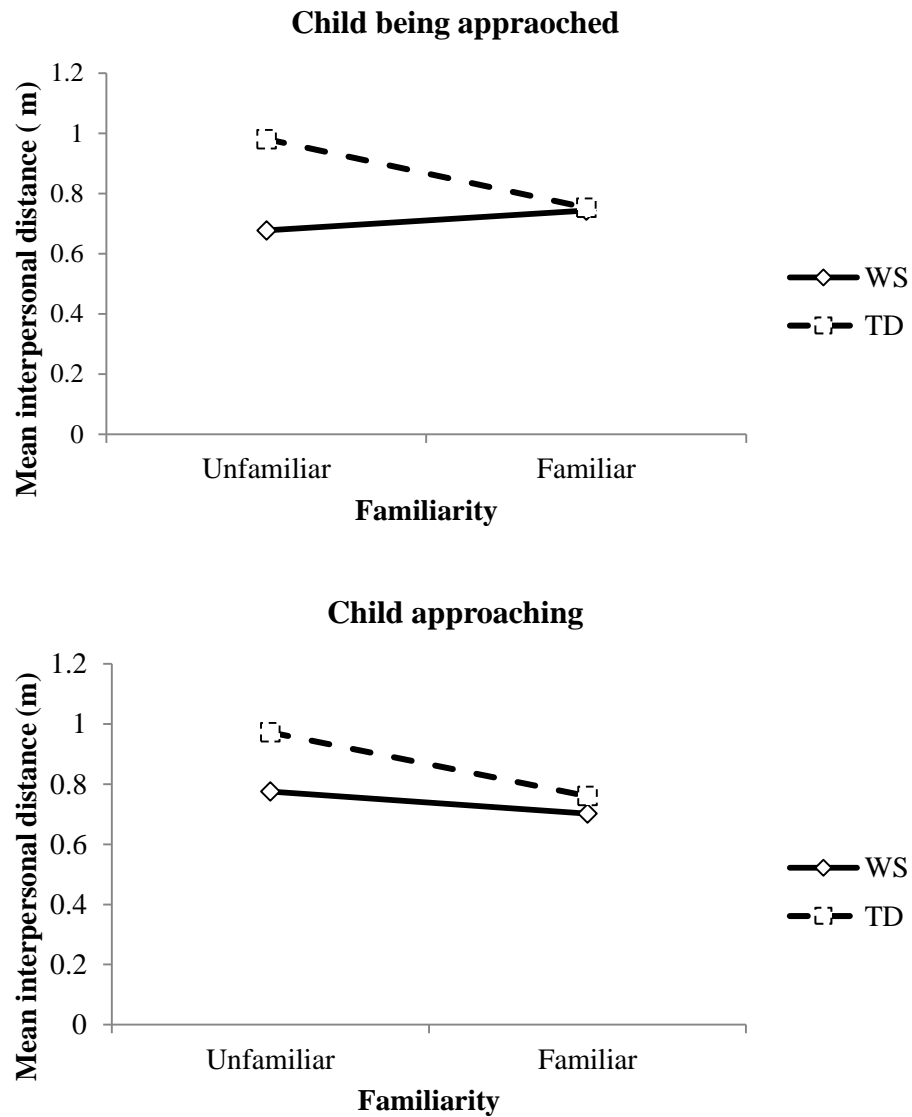 Child being appraoched
Mean interpersonal distance ( m)
1.2
1
0.8
0.6
0.4
0.2
0
Unfamiliar
Familiar
Familiarity
WS
TD
Child approaching
Mean interpersonal distance (m)
1.2
1
0.8
0.6
0.4
0.2
0
Unfamiliar
Familiar
Familiarity
WS
TD